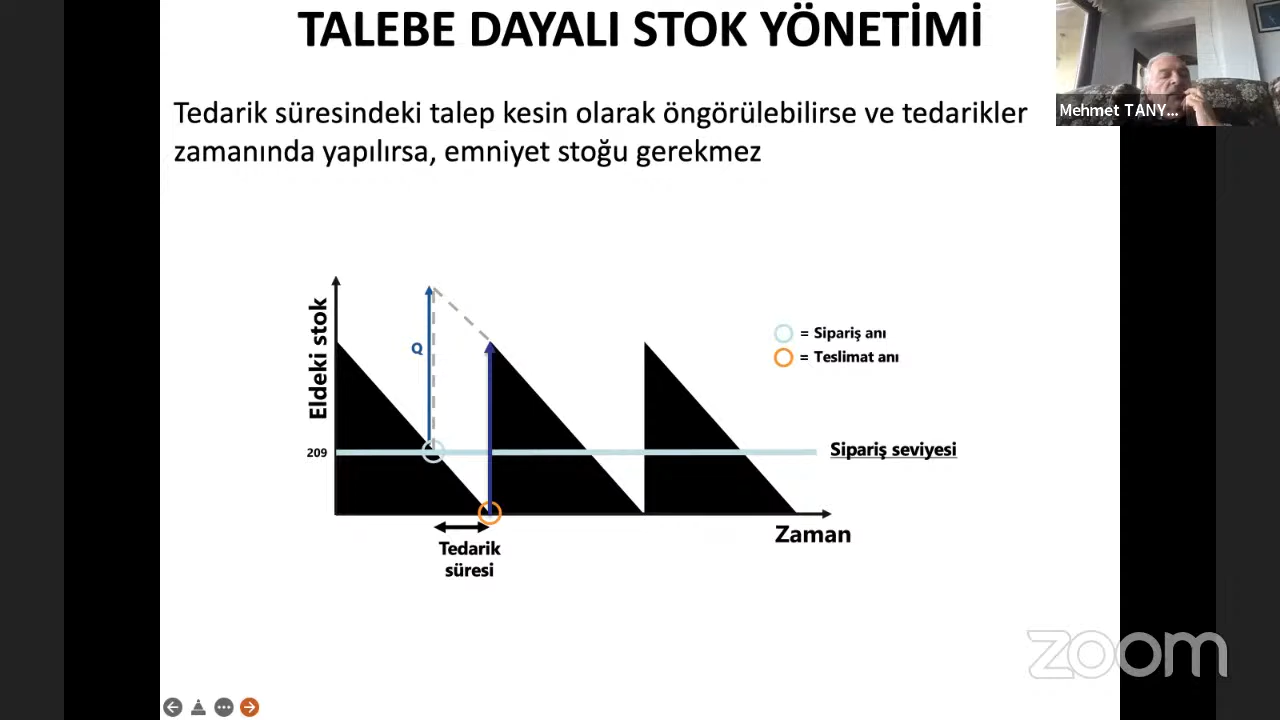 TALEBE DAYALI STOK YÖNETİMİ
Mehmet TANY...
Tedarik süresindeki talep kesin olarak öngörülebilirse ve tedarikler
zamanında yapılırsa, emniyet stoğu gerekmez
Eldeki stok
Q
= Sipariş anı
= Teslimat anı
209
Sipariş seviyesi
Zaman
Tedarik
süresi
zoom